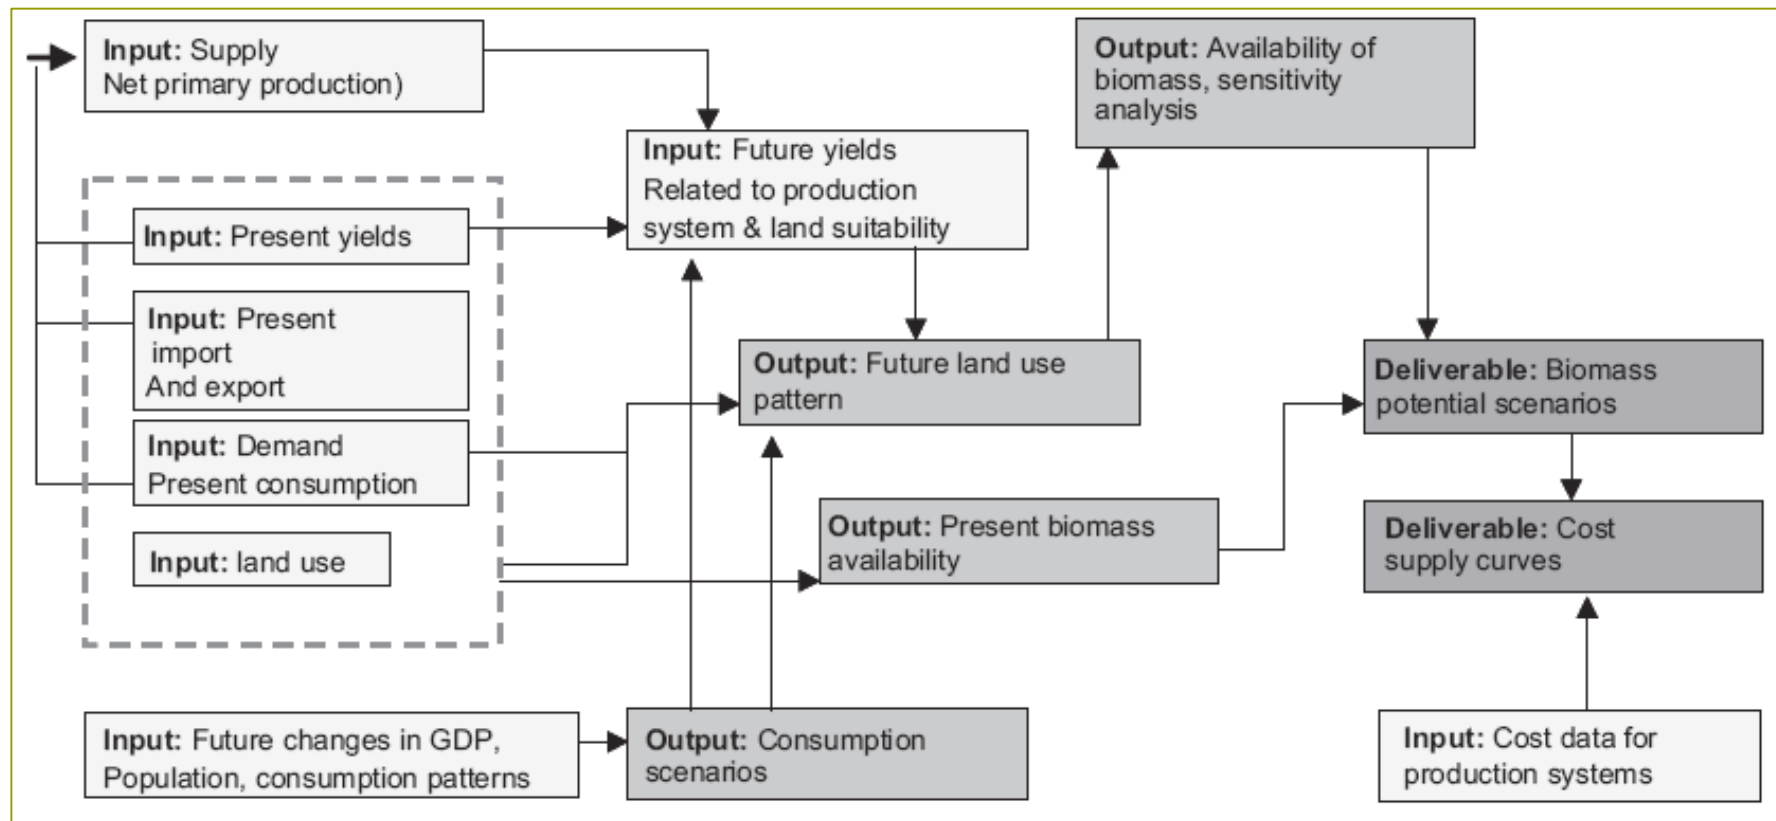 Input: Supply
Net primary production)
Input: Present yields
Input: Present
import
And export
Input: Demand
Present consumption
Input: land use
Input: Future changes in GDP,
Population, consumption patterns
Input: Future yields
Related to production
system & land suitability
Output: Future land use
pattern
Output: Present biomass
availability
Output: Consumption
scenarios
Output: Availability of
biomass, sensitivity
analysis
Deliverable: Biomass
potential scenarios
Deliverable: Cost
supply curves
Input: Cost data for
production systems